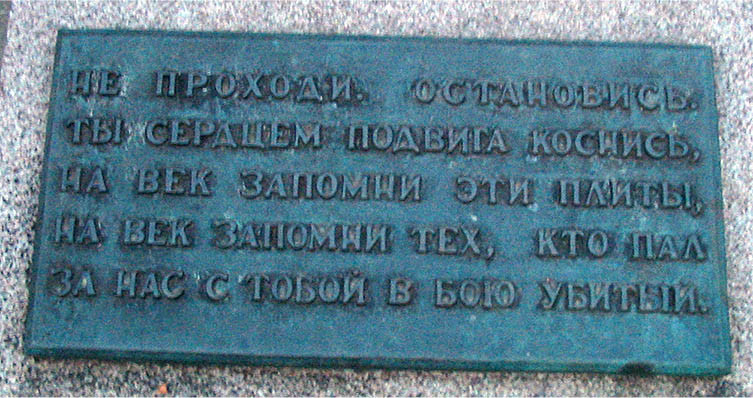 НЕ ПРОХОДИ. ОСТАНОВИСЬ.
ТЫ СЕРДЦЕМ ПОДВИГА КОСНИСЬ,
НА ВЕК ЗАПОМНИ ЭТИ ПЛИТЫ,
НА ВЕК ЗАПОМНИ ТЕХ, КТО ПАЛ
ЗА НАС С ТОБОЙ В БОЮ УБИТЫЙ.